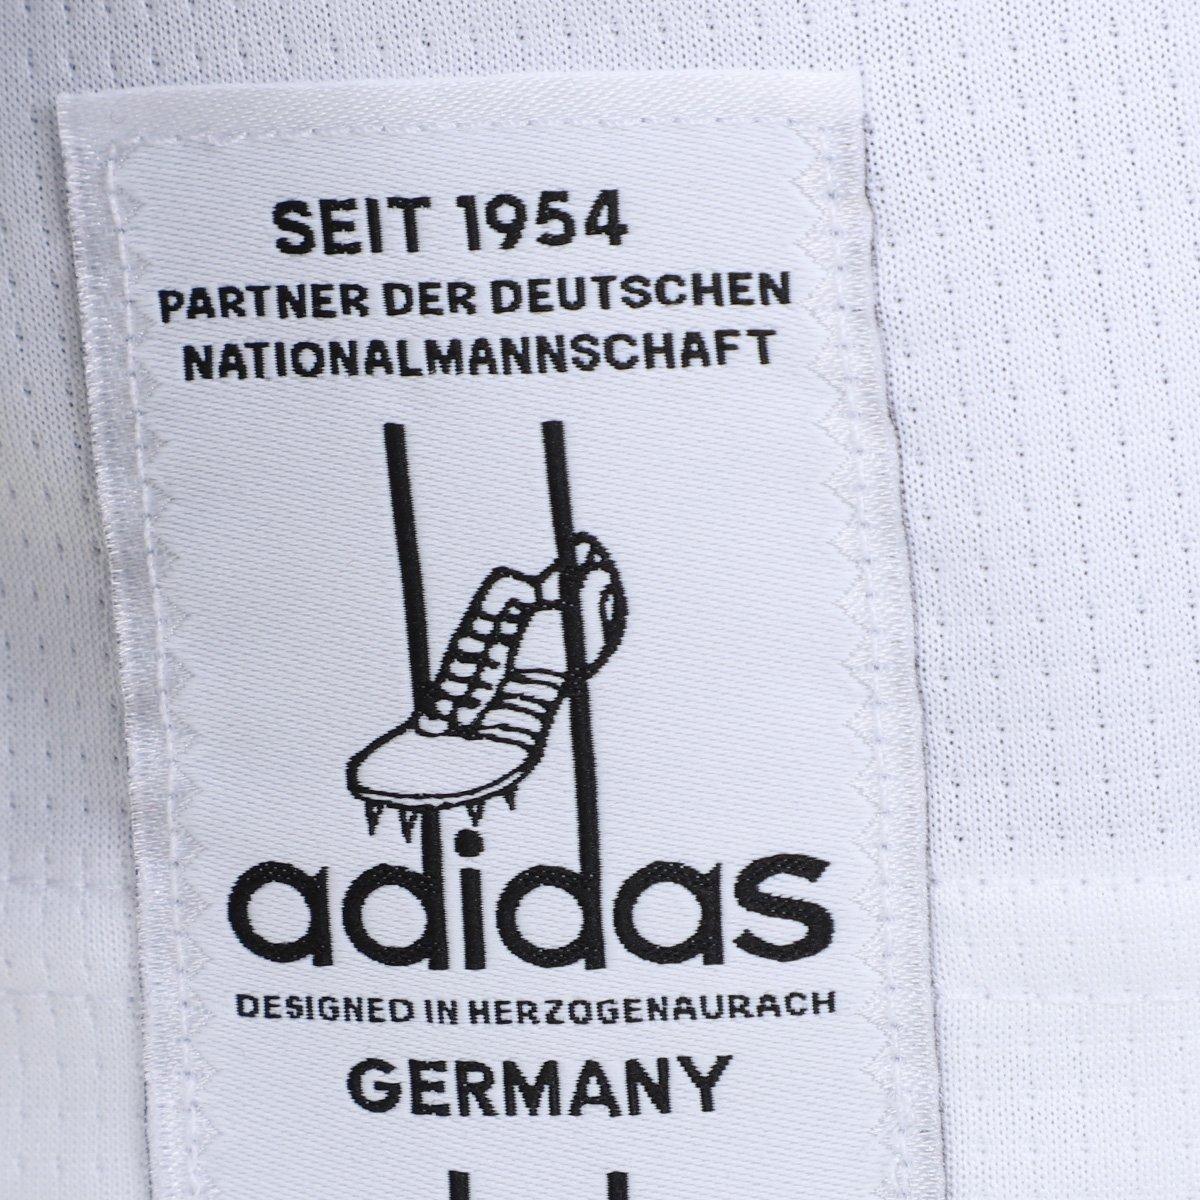 SEIT 1954
PARTNER DER DEUTSCHEN
NATIONALMANNSCHAFT
adidas
DESIGNED IN HERZOGENAURACH
GERMANY